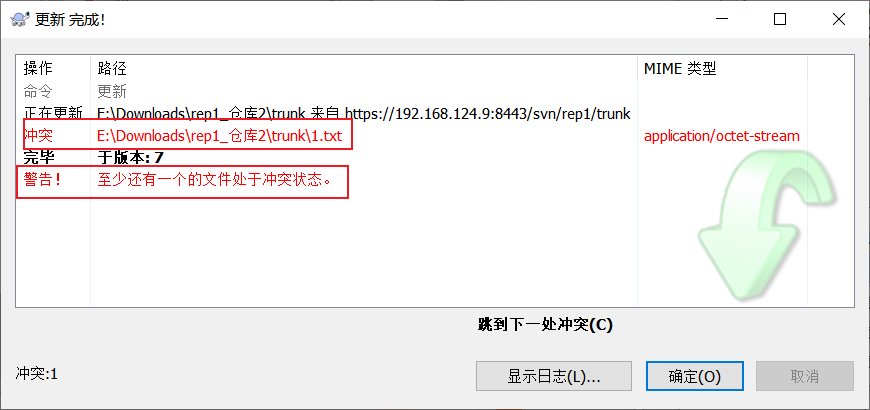 更新 完成!
操作 路径 MIME 类型
命令 更新
正在更新 E:\Downloads\rep1_仓库2\trunk 来自 https://192.168.124.9:8443/svn/rep1/trunk
冲突 E:\Downloads\rep1_仓库2\trunk\1.txt application/octet-stream
完毕 于版本: 7
警告! 至少还有一个的文件处于冲突状态。
跳到下一处冲突(C)
冲突:1 显示日志(L)... 确定(O) 取消